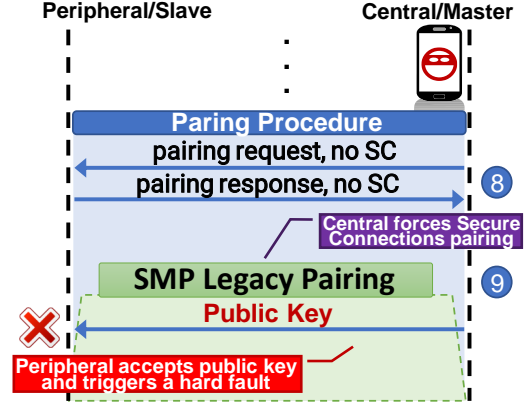 Peripheral/Slave
Central/Master
Paring Procedure
pairing request, no SC
pairing response, no SC
8
Central forces Secure
Connections pairing
SMP Legacy Pairing
9
Public Key
Peripheral accepts public key
and triggers a hard fault